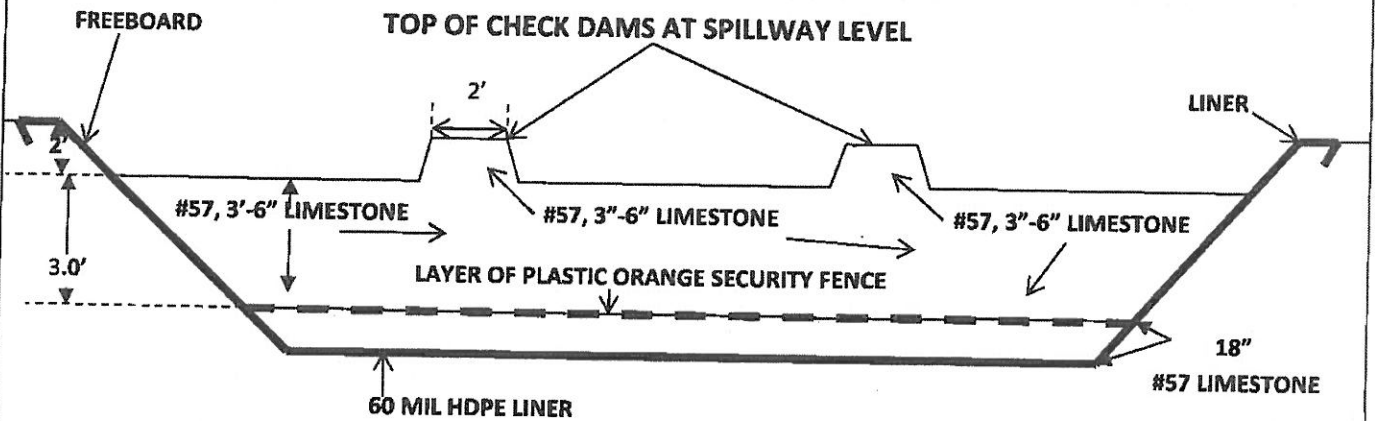 FREEBOARD
TOP OF CHECK DAMS AT SPILLWAY LEVEL
2'
LINER
2'
#57, 3'-6" LIMESTONE
#57, 3"-6" LIMESTONE
#57, 3"-6" LIMESTONE
3.0'
LAYER OF PLASTIC ORANGE SECURITY FENCE
18"
#57 LIMESTONE
60 MIL HDPE LINER